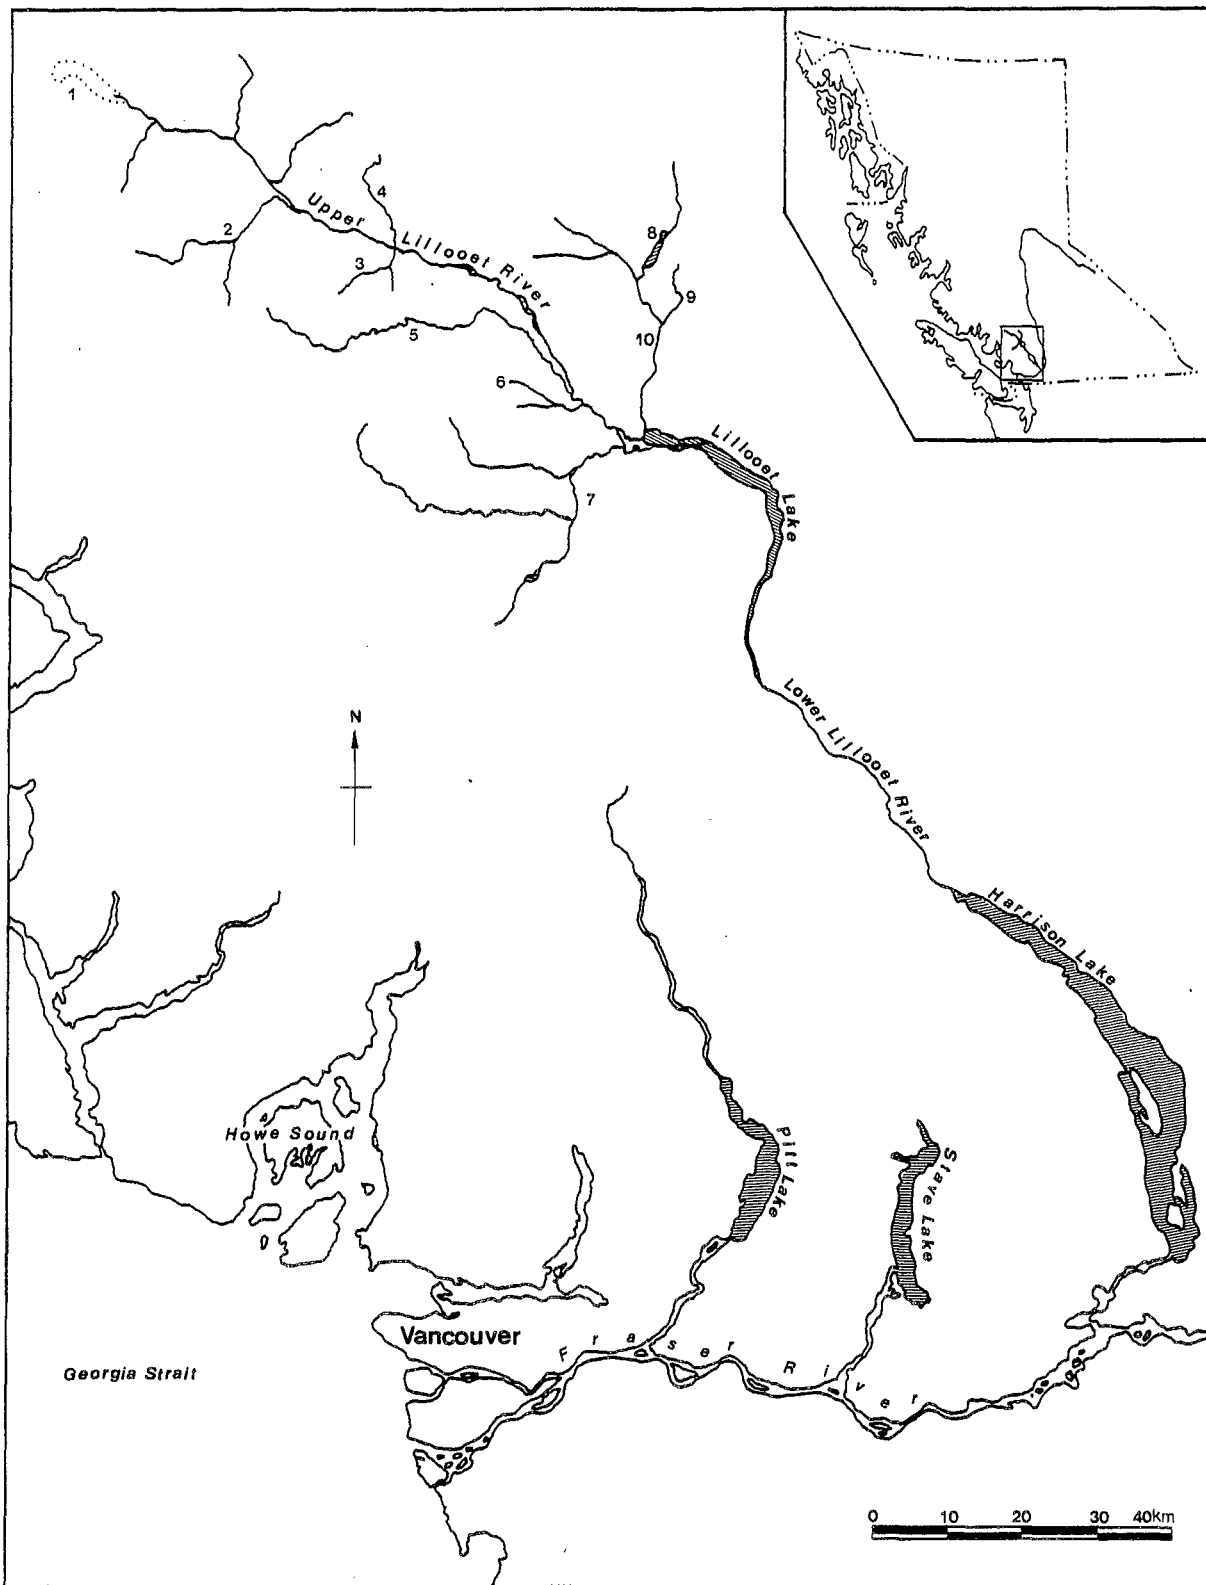 1
2
3
4
5
6
7
8
9
10
Upper Lillooet River
Lillooet Lake
Lower Lillooet River
N
Harrison Lake
Howe Sound
Pitt Lake
Stave Lake
Vancouver
Fraser River
Georgia Strait
0 10 20 30 40km